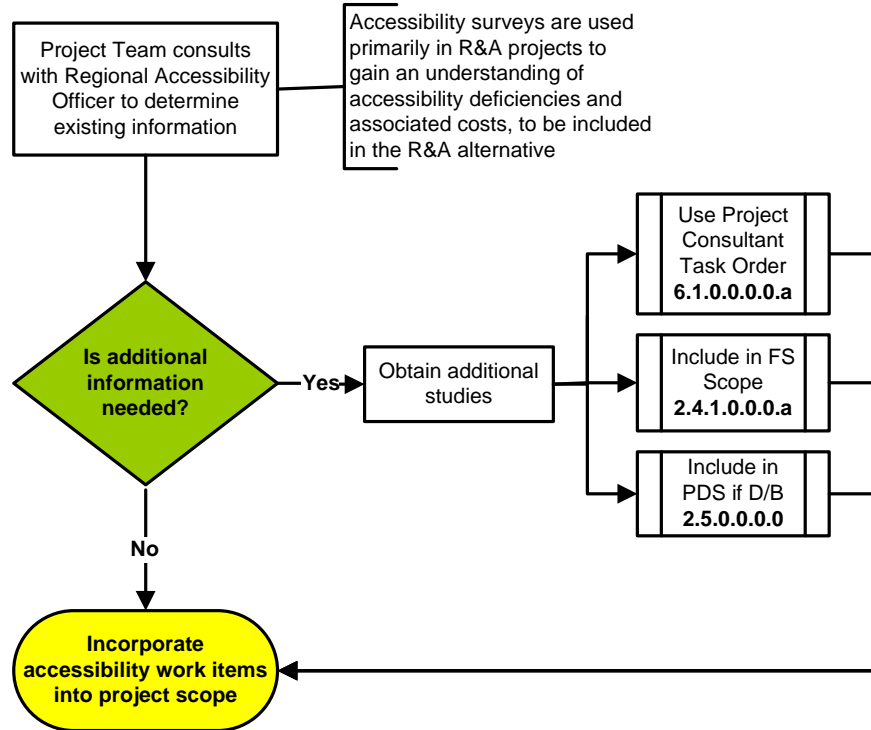 Project Team consults
with Regional Accessibility
Officer to determine
existing information
Accessibility surveys are used
primarily in R&A projects to
gain an understanding of
accessibility deficiencies and
associated costs, to be included
in the R&A alternative
Is additional
information
needed?
Yes
Obtain additional
studies
Use Project
Consultant
Task Order
6.1.0.0.0.0.a
Include in FS
Scope
2.4.1.0.0.0.a
Include in
PDS if D/B
2.5.0.0.0.0
No
Incorporate
accessibility work items
into project scope